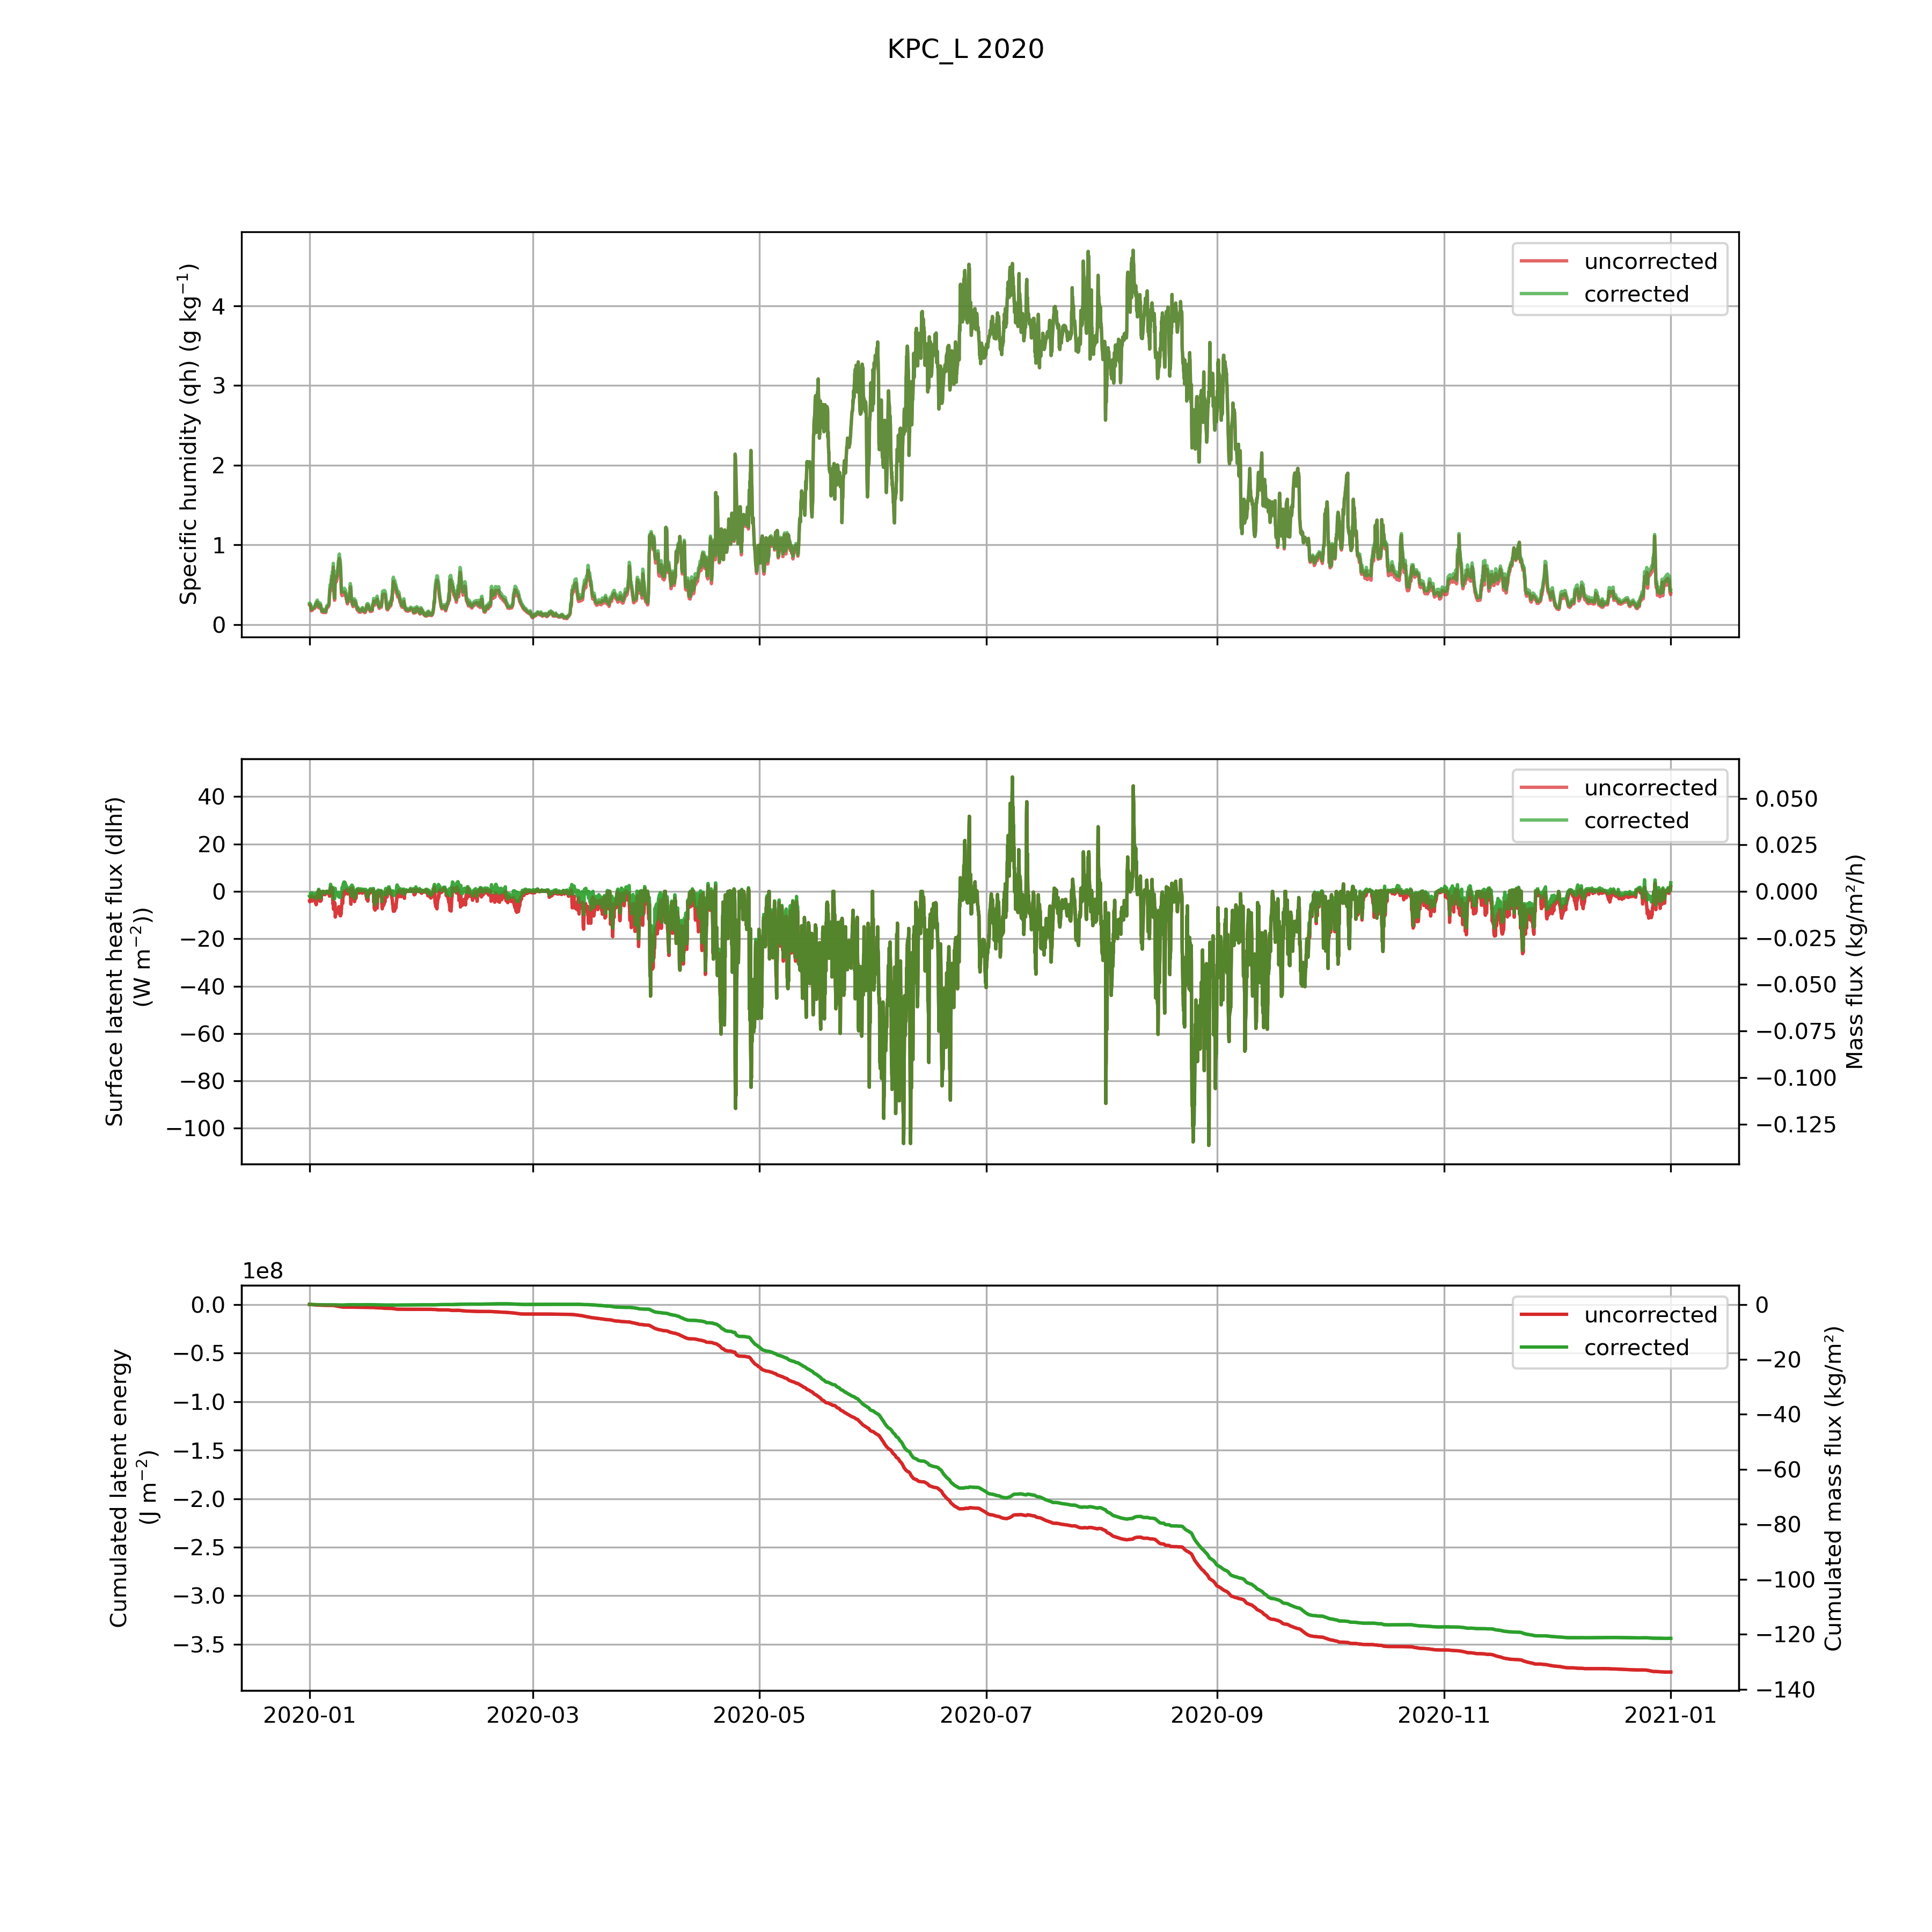 KPC_L 2020
Specific humidity (qh) (g kg⁻¹)
4
3
2
1
0
uncorrected
corrected
Surface latent heat flux (dlhf)
(W m⁻²))
40
20
0
−20
−40
−60
−80
−100
uncorrected
corrected
0.050
0.025
0.000
−0.025
−0.050
−0.075
−0.100
−0.125
Mass flux (kg/m²/h)
1e8
Cumulated latent energy
(J m⁻²)
0.0
−0.5
−1.0
−1.5
−2.0
−2.5
−3.0
−3.5
uncorrected
corrected
0
−20
−40
−60
−80
−100
−120
−140
Cumulated mass flux (kg/m²)
2020-01 2020-03 2020-05 2020-07 2020-09 2020-11 2021-01